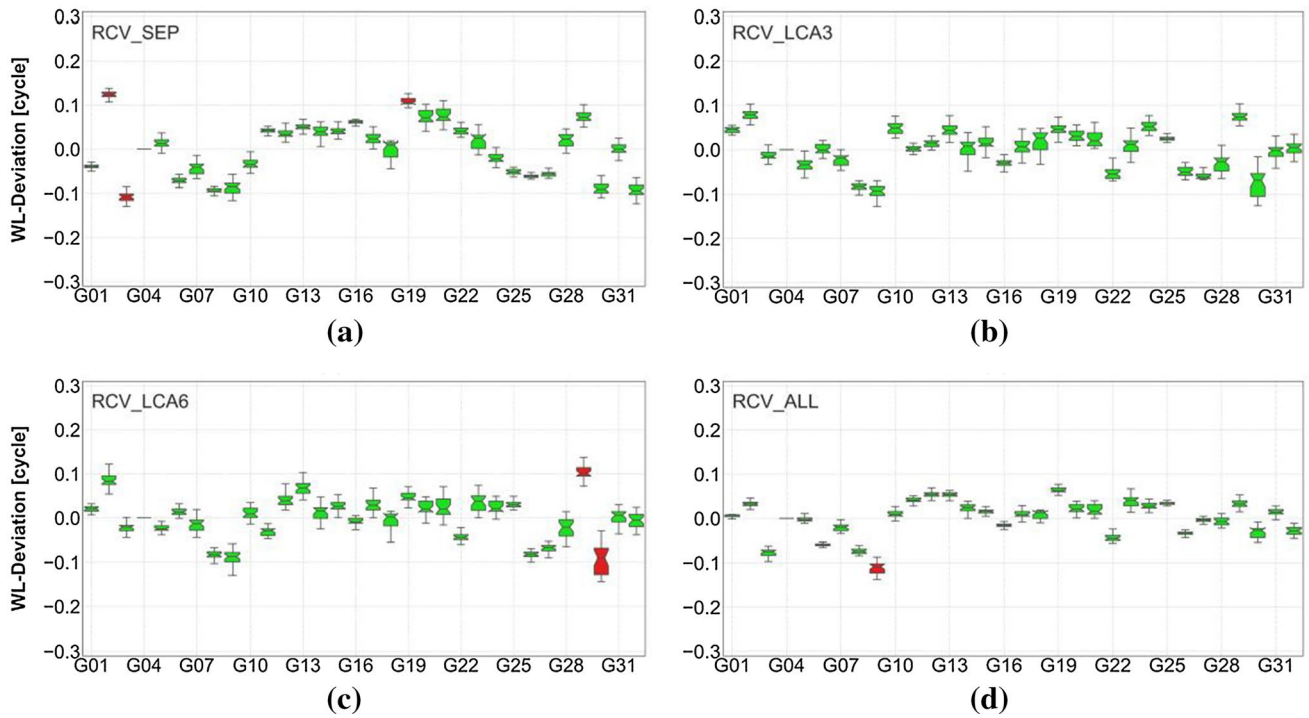 RCV_SEP
WL-Deviation [cycle]
0.3
0.2
0.1
0.0
−0.1
−0.2
−0.3
G01 G04 G07 G10 G13 G16 G19 G22 G25 G28 G31
(a)
RCV_LCA3
0.3
0.2
0.1
0.0
−0.1
−0.2
−0.3
G01 G04 G07 G10 G13 G16 G19 G22 G25 G28 G31
(b)
RCV_LCA6
WL-Deviation [cycle]
0.3
0.2
0.1
0.0
−0.1
−0.2
−0.3
G01 G04 G07 G10 G13 G16 G19 G22 G25 G28 G31
(c)
RCV_ALL
0.3
0.2
0.1
0.0
−0.1
−0.2
−0.3
G01 G04 G07 G10 G13 G16 G19 G22 G25 G28 G31
(d)